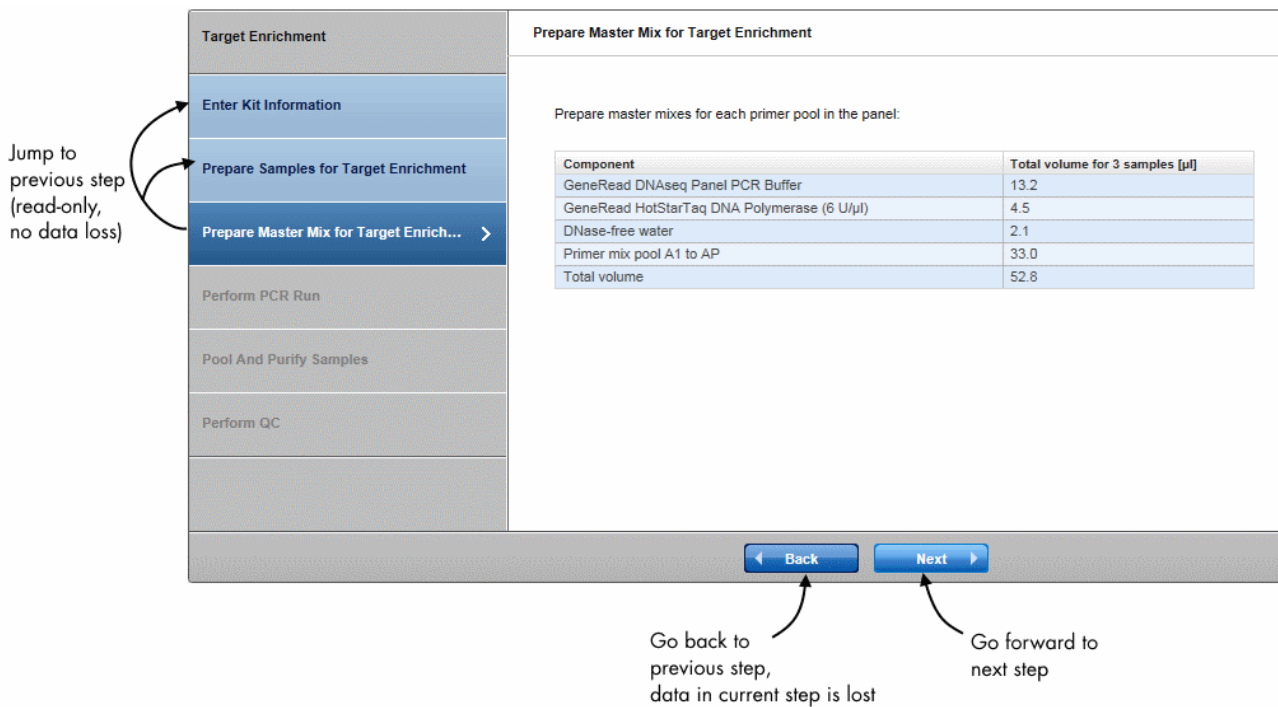 Target Enrichment
Prepare Master Mix for Target Enrichment
Enter Kit Information
Prepare Samples for Target Enrichment
Prepare Master Mix for Target Enrich...
Perform PCR Run
Pool And Purify Samples
Perform QC
Jump to
previous step
(read-only,
no data loss)
Prepare master mixes for each primer pool in the panel:
Component Total volume for 3 samples [µl]
GeneRead DNAseq Panel PCR Buffer 13.2
GeneRead HotStarTaq DNA Polymerase (6 U/µl) 4.5
DNase-free water 2.1
Primer mix pool A1 to AP 33.0
Total volume 52.8
Back
Next
Go back to
previous step,
data in current step is lost
Go forward to
next step